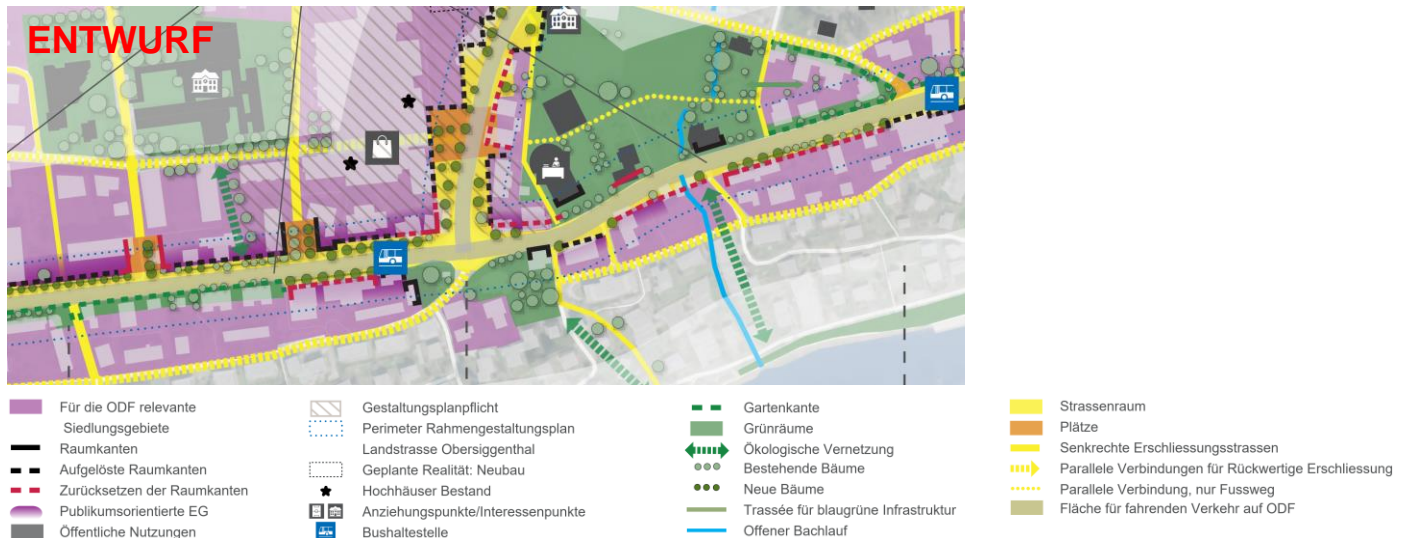 ENTWURF
Für die ODF relevante
Siedlungsgebiete
Raumkanten
Aufgelöste Raumkanten
Zurücksetzen der Raumkanten
Publikumsorientierte EG
Öffentliche Nutzungen
Gestaltungsplanpflicht
Perimeter Rahmengestaltungsplan
Landstrasse Obersiggenthal
Geplante Realität: Neubau
Hochhäuser Bestand
Anziehungspunkte/Interessenpunkte
Bushaltestelle
Gartenkante
Grünräume
Ökologische Vernetzung
Bestehende Bäume
Neue Bäume
Trassée für blaugrüne Infrastruktur
Offener Bachlauf
Strassenraum
Plätze
Senkrechte Erschliessungsstrassen
Parallele Verbindungen für Rückwertige Erschliessung
Parallele Verbindung, nur Fussweg
Fläche für fahrenden Verkehr auf ODF